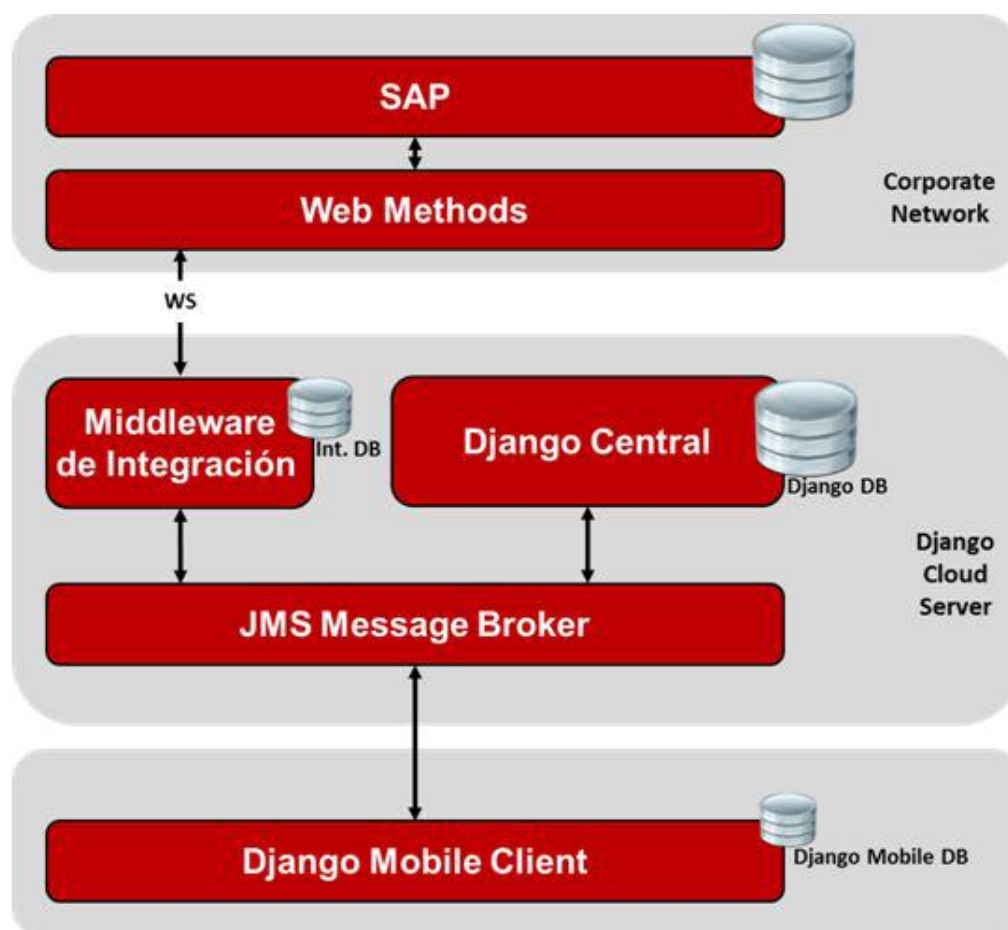 SAP
Web Methods
Corporate
Network
WS
Middleware
de Integración
Int. DB
Django Central
Django DB
Django
Cloud
Server
JMS Message Broker
Django Mobile Client
Django Mobile DB